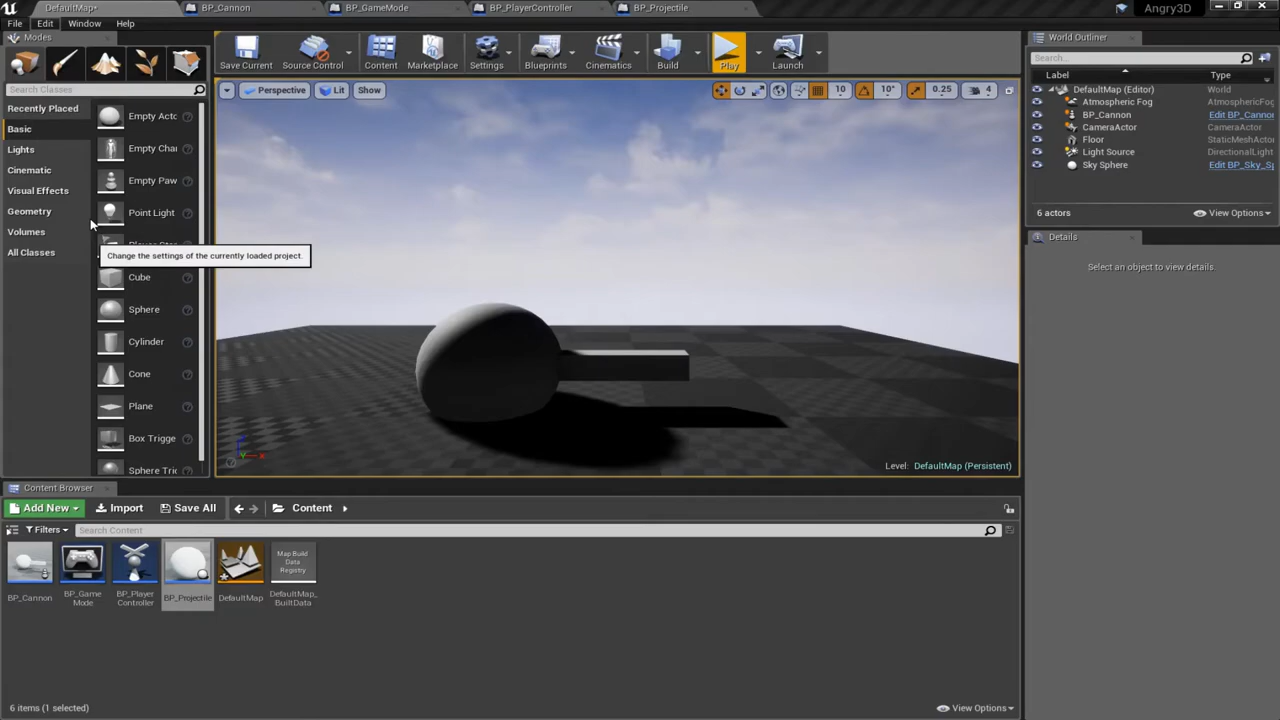 DefaultMap*
BP_Cannon
BP_GameMode
BP_PlayerController
BP_Projectile
Angry3D
File
Edit
Window
Help
Modes
Save Current
Source Control
Content
Marketplace
Settings
Blueprints
Cinematics
Build
Play
Launch
World Outliner
Search...
Label
Type
DefaultMap (Editor)
World
Atmospheric Fog
AtmosphericFog
BP_Cannon
Edit BP_Canno
CameraActor
CameraActor
Floor
StaticMeshActor
Light Source
DirectionalLight
Sky Sphere
Edit BP_Sky_Sp
6 actors
View Options
Details
Select an object to view details.
Search Classes
Recently Placed
Basic
Lights
Cinematic
Visual Effects
Geometry
Volumes
All Classes
Empty Acto
Empty Char
Empty Paw
Point Light
Change the settings of the currently loaded project.
Cube
Sphere
Cylinder
Cone
Plane
Box Trigge
Sphere Tric
Perspective
Lit
Show
10
10°
0.25
4
Level: DefaultMap (Persistent)
Content Browser
Add New
Import
Save All
Content
Filters
Search Content
BP_Cannon
BP_Game
Mode
BP_Player
Controller
BP_Projectile
DefaultMap
Map Build
Data
Registry
DefaultMap_
BuiltData
6 items (1 selected)
View Options